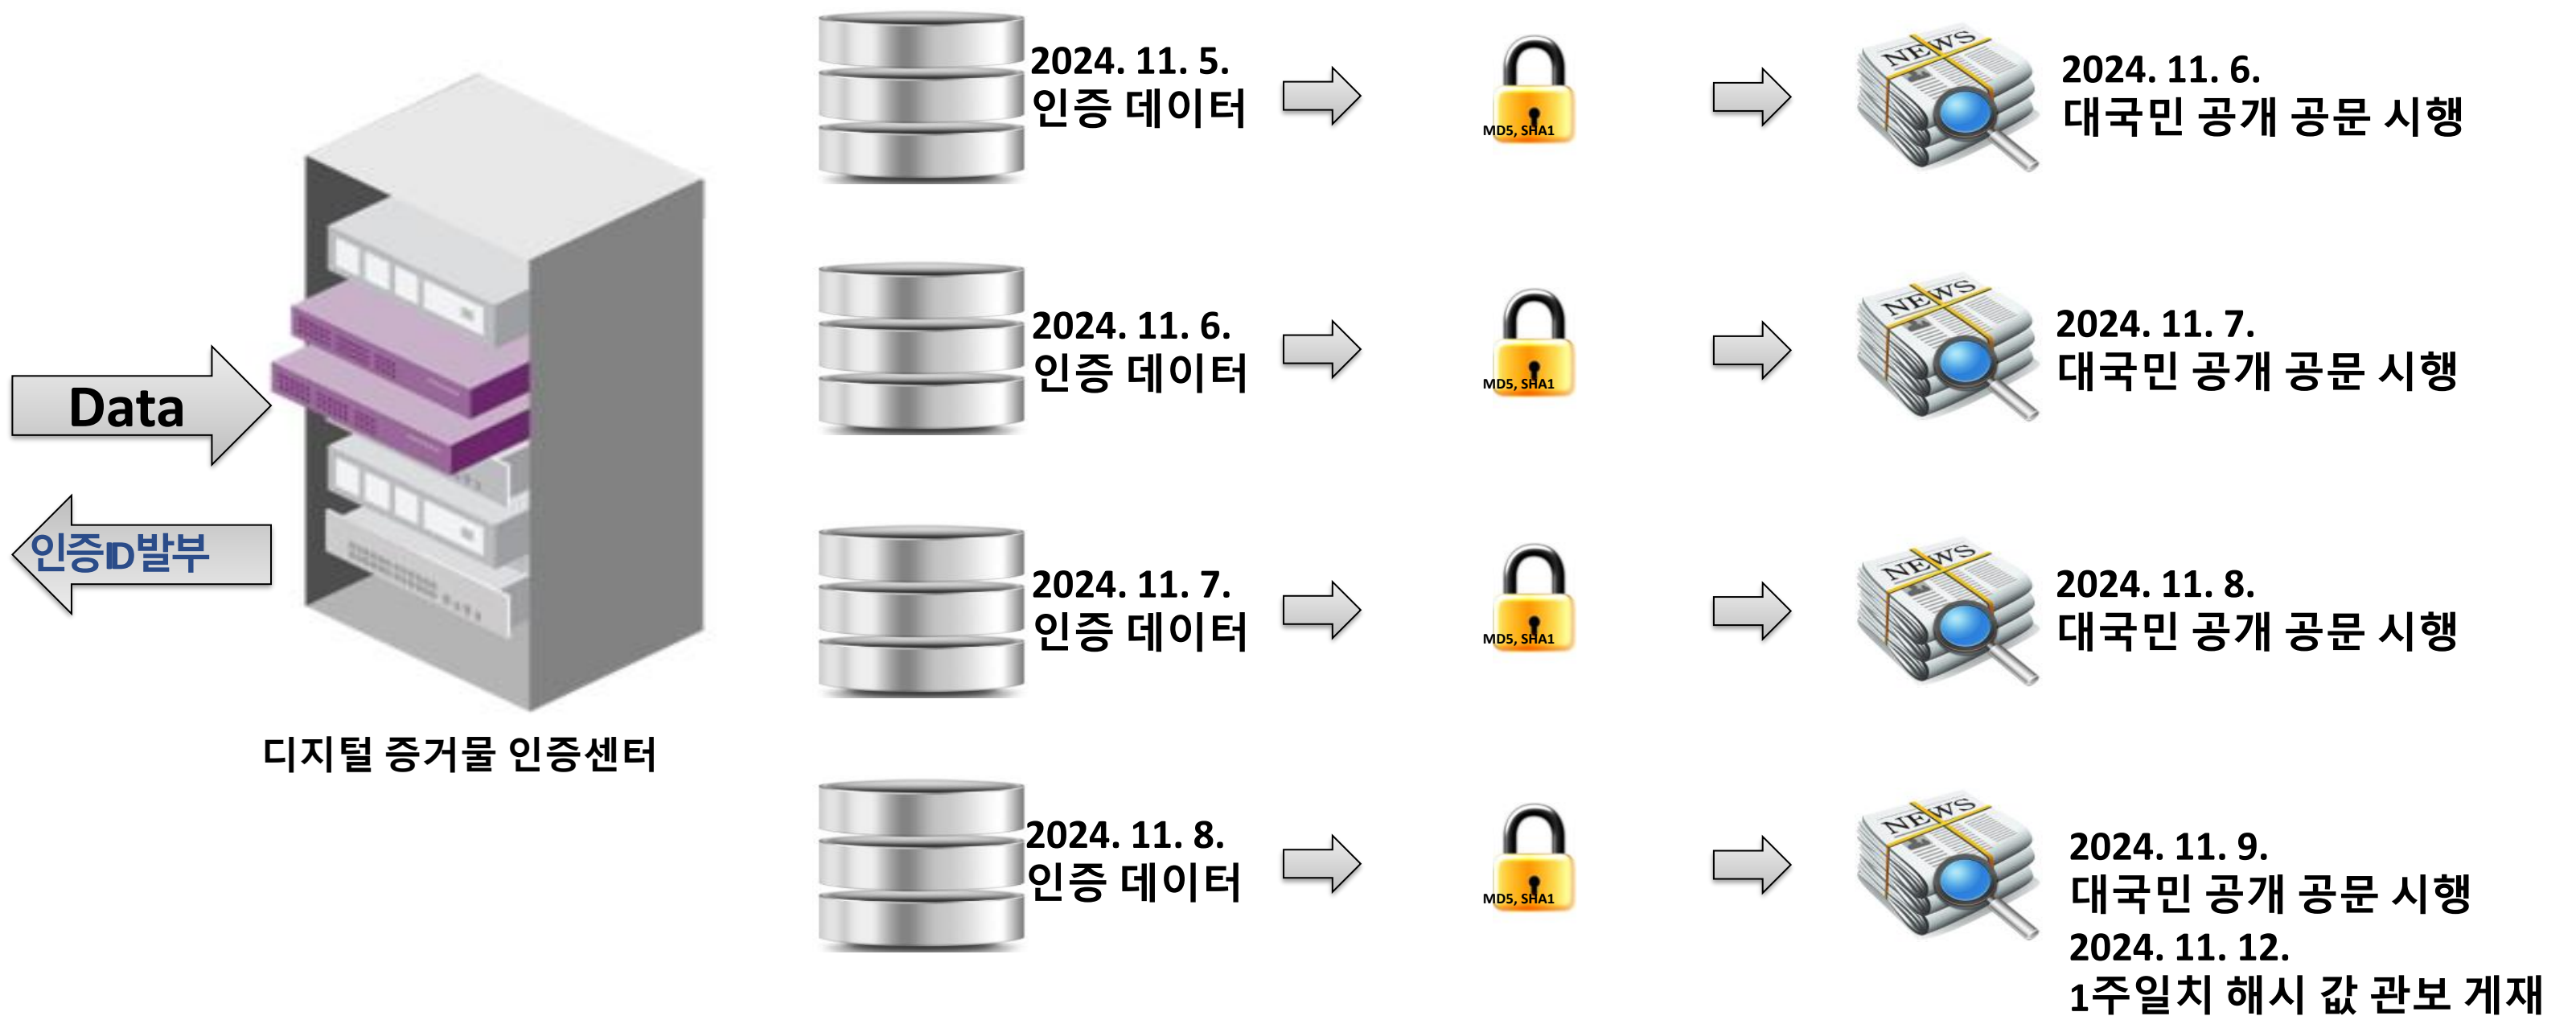 Data
인증ID발부
디지털 증거물 인증센터
2024. 11. 5.
인증 데이터
MD5, SHA1
NEWS
2024. 11. 6.
대국민 공개 공문 시행
2024. 11. 6.
인증 데이터
MD5, SHA1
NEWS
2024. 11. 7.
대국민 공개 공문 시행
2024. 11. 7.
인증 데이터
MD5, SHA1
NEWS
2024. 11. 8.
대국민 공개 공문 시행
2024. 11. 8.
인증 데이터
MD5, SHA1
NEWS
2024. 11. 9.
대국민 공개 공문 시행
2024. 11. 12.
1주일치 해시 값 관보 게재